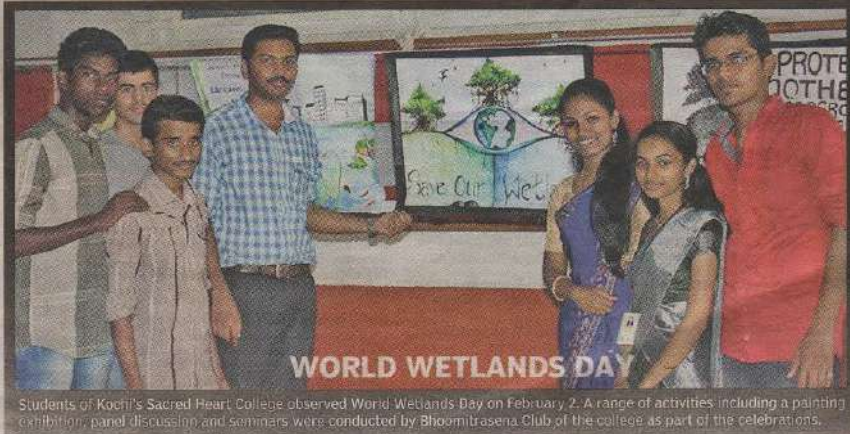 PROTE
Save Our Wetl
WORLD WETLANDS DAY
Students of Kochi's Sacred Heart College observed World Wetlands Day on February 2. A range of activities including a painting
exhibition, panel discussion and seminars were conducted by Bhoomitrasena Club of the college as part of the celebrations.